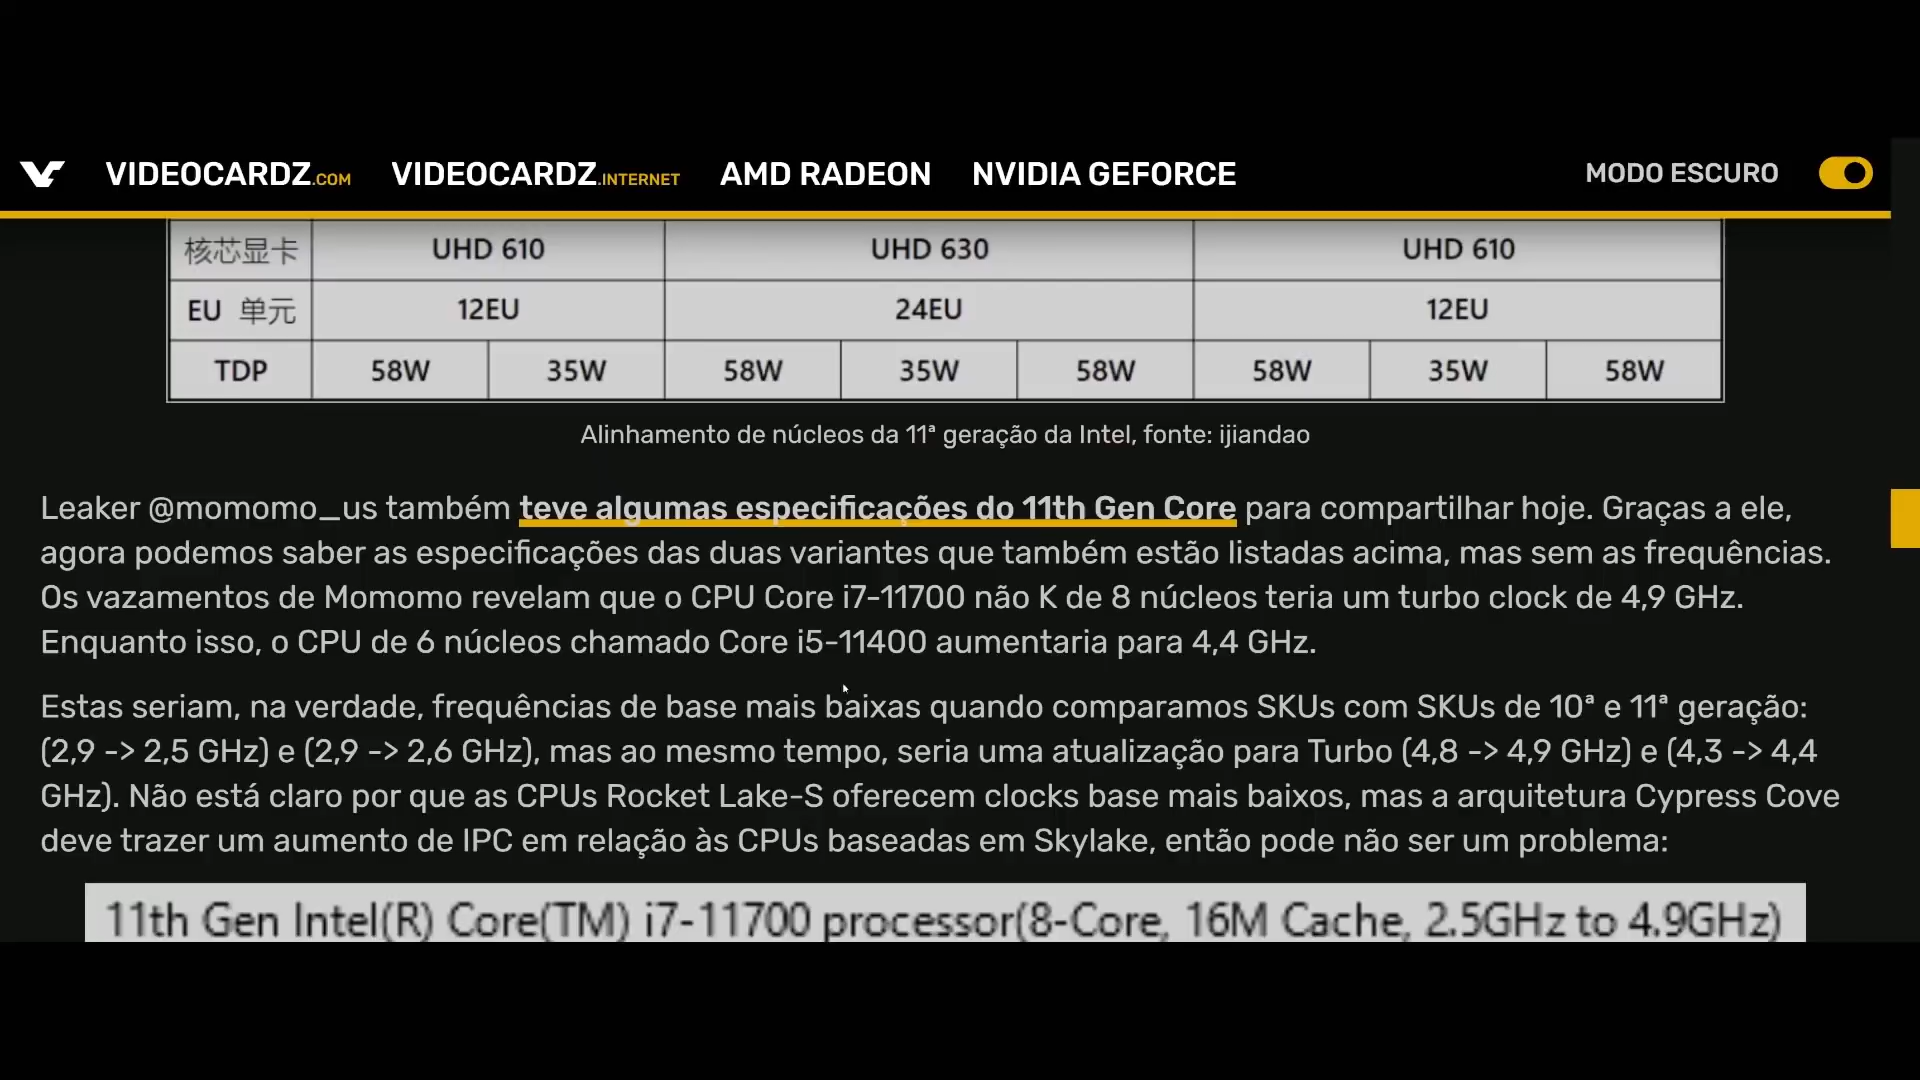 VIDEOCARDZ.COM VIDEOCARDZ.INTERNET AMD RADEON NVIDIA GEFORCE MODO ESCURO
核芯显卡 UHD 610 UHD 630 UHD 610
EU 单元 12EU 24EU 12EU
TDP 58W 35W 58W 35W 58W 58W 35W 58W
Alinhamento de núcleos da 11ª geração da Intel, fonte: ijiandao
Leaker @momomo_us também teve algumas especificações do 11th Gen Core para compartilhar hoje. Graças a ele,
agora podemos saber as especificações das duas variantes que também estão listadas acima, mas sem as frequências.
Os vazamentos de Momomo revelam que o CPU Core i7-11700 não K de 8 núcleos teria um turbo clock de 4,9 GHz.
Enquanto isso, o CPU de 6 núcleos chamado Core i5-11400 aumentaria para 4,4 GHz.
Estas seriam, na verdade, frequências de base mais baixas quando comparamos SKUs com SKUs de 10ª e 11ª geração:
(2,9 -> 2,5 GHz) e (2,9 -> 2,6 GHz), mas ao mesmo tempo, seria uma atualização para Turbo (4,8 -> 4,9 GHz) e (4,3 -> 4,4
GHz). Não está claro por que as CPUs Rocket Lake-S oferecem clocks base mais baixos, mas a arquitetura Cypress Cove
deve trazer um aumento de IPC em relação às CPUs baseadas em Skylake, então pode não ser um problema:
11th Gen Intel(R) Core(TM) i7-11700 processor(8-Core, 16M Cache, 2.5GHz to 4.9GHz)